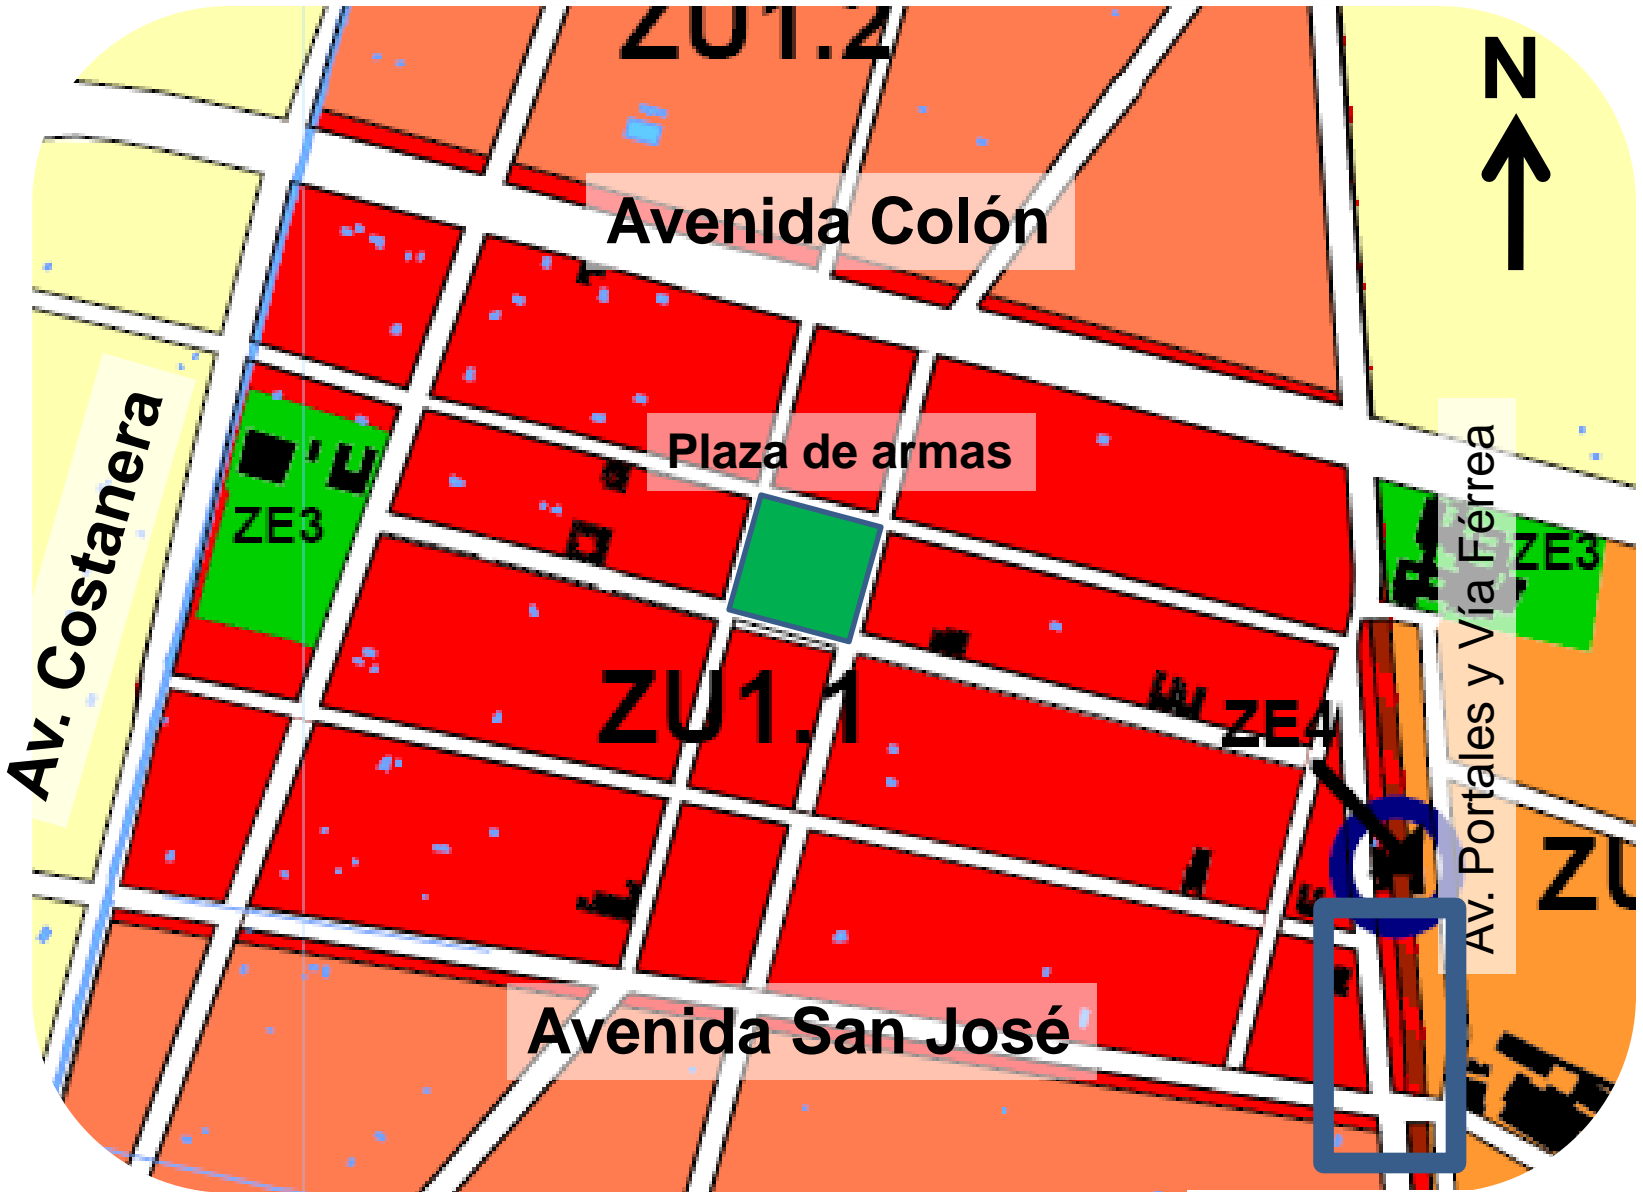 ZU1.2
N
Avenida Colón
Plaza de armas
Av. Costanera
ZE3
Av. Portales y Vía Férrea
ZE3
ZU1.1
ZE4
ZU
Avenida San José